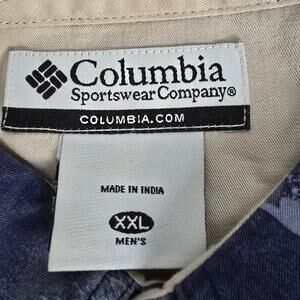 Columbia
Sportswear Company®
COLUMBIA.COM
MADE IN INDIA
XXL
MEN'S